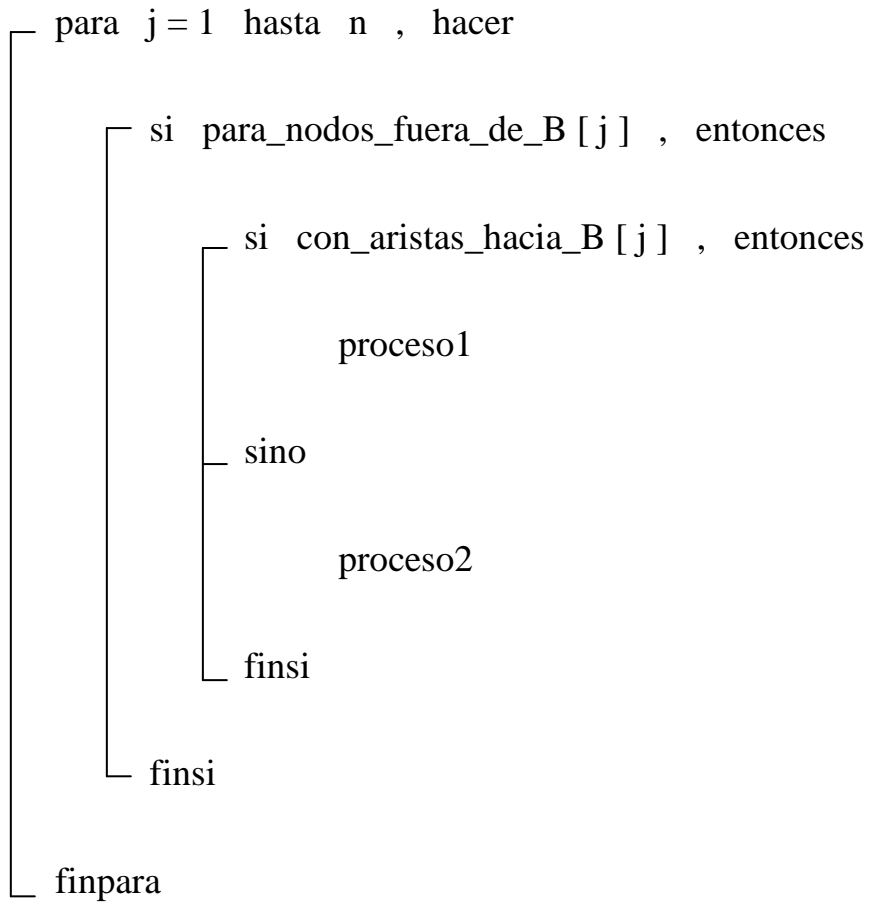 para j = 1 hasta n , hacer
si para_nodos_fuera_de_B [ j ] , entonces
si con_aristas_hacia_B [ j ] , entonces
proceso1
sino
proceso2
finsi
finsi
finpara